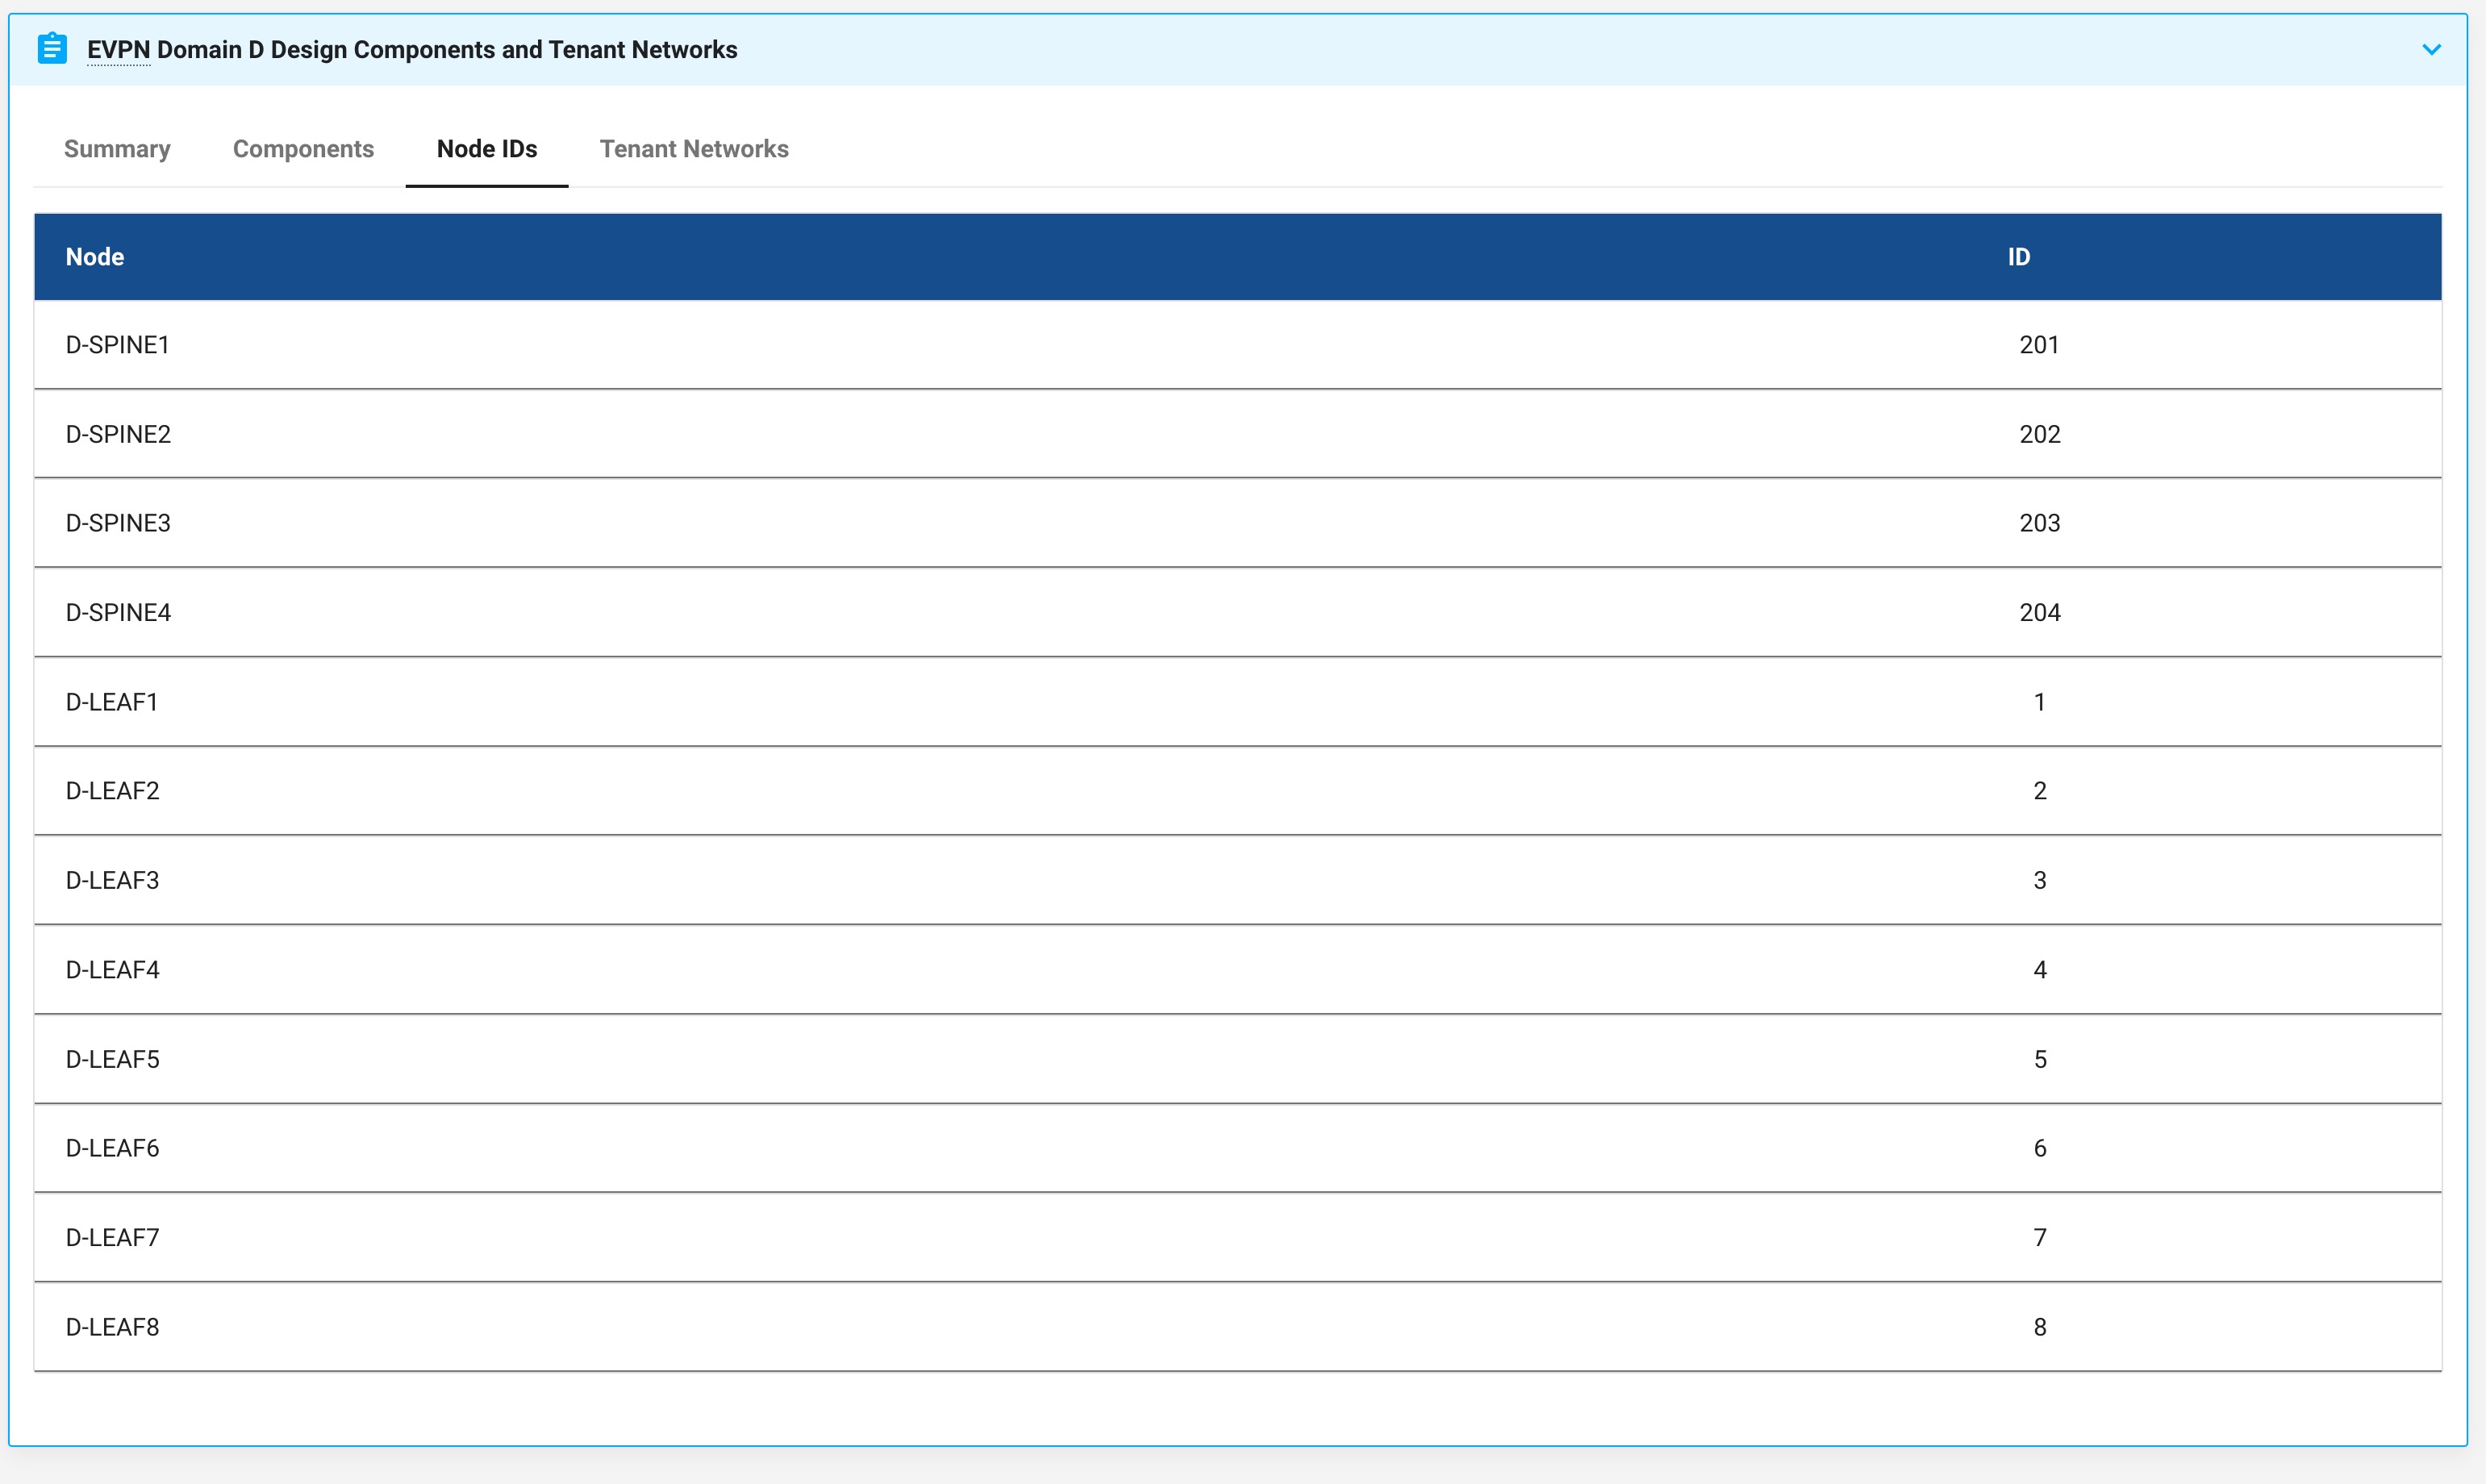 EVPN Domain D Design Components and Tenant Networks
Summary Components Node IDs Tenant Networks
Node ID
D-SPINE1 201
D-SPINE2 202
D-SPINE3 203
D-SPINE4 204
D-LEAF1 1
D-LEAF2 2
D-LEAF3 3
D-LEAF4 4
D-LEAF5 5
D-LEAF6 6
D-LEAF7 7
D-LEAF8 8